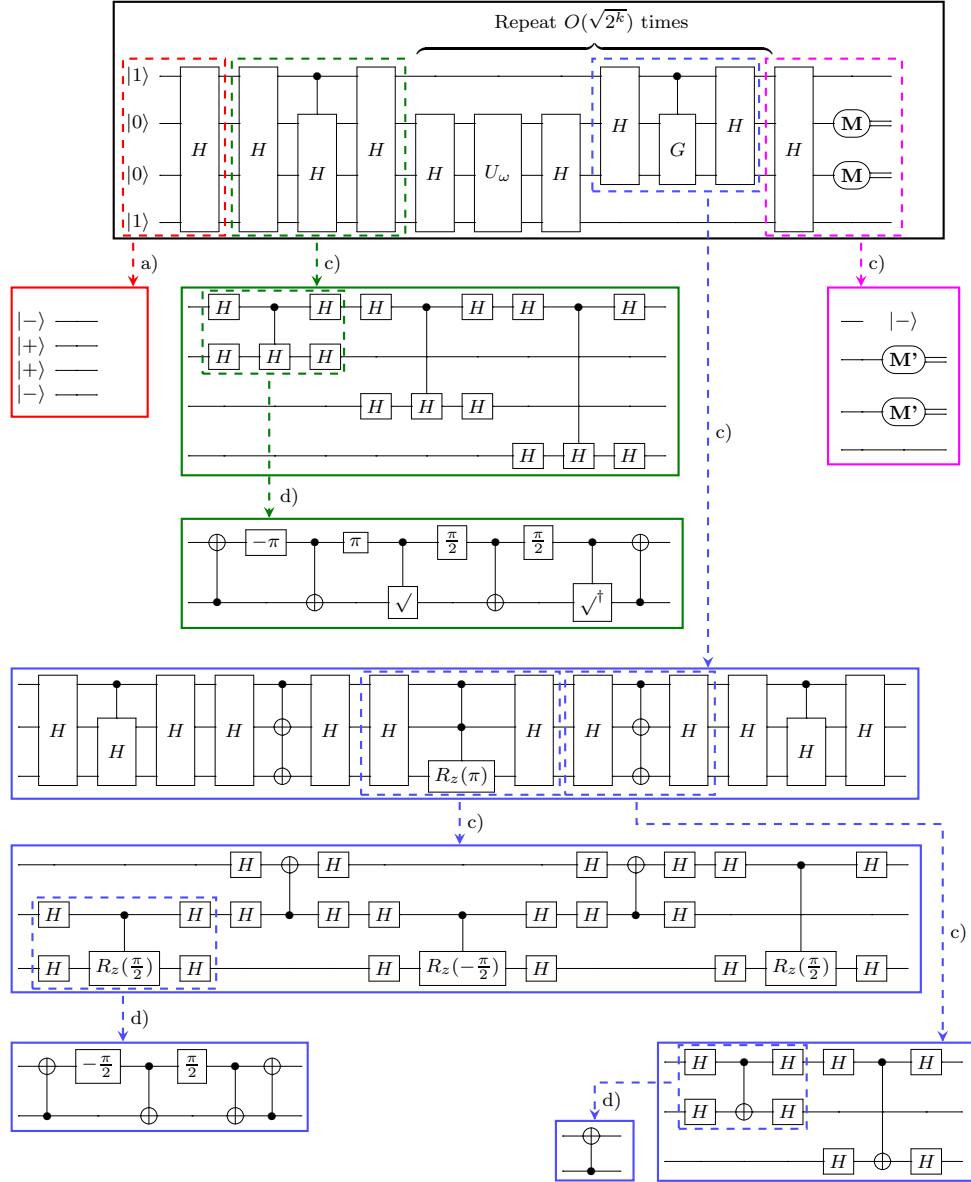 Repeat O(√2^k) times
|1⟩
|0⟩ M
H H H H H H G H H
H U_ω H
|0⟩ M
|1⟩
a) c) c)
H H H H H H
|−⟩ |−⟩
|+⟩ H H H M'
|+⟩
|−⟩ H H H M'
c)
H H H
d)
−π π π/2 π/2
√ √†
H H H H H H H H H H
R_z(π)
c)
H H H H H
H H H H H H H H
c)
H R_z(π/2) H H R_z(−π/2) H H R_z(π/2) H
d)
−π/2 π/2 H H H H
d) H H
H H